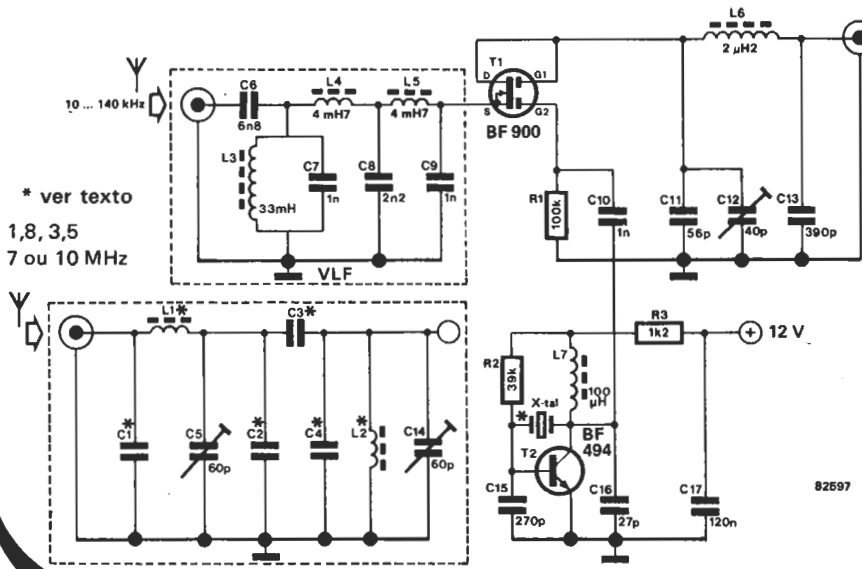 L6
2 µH2
T1
D
G1
S
G2
BF 900
10 ... 140 kHz
C6
6n8
L4
4 mH7
L5
4 mH7
L3
33mH
C7
1n
C8
2n2
C9
1n
R1
100k
C10
1n
C11
56p
C12
40p
C13
390p
VLF
* ver texto
1,8, 3,5
7 ou 10 MHz
L1*
C3*
C1
*
C5
60p
C2
*
C4
*
L2
*
C14
60p
R3
1k2
+ 12 V
R2
39k
L7
100
µH
X-tal
*
BF
494
T2
C15
270p
C16
27p
C17
120n
82597